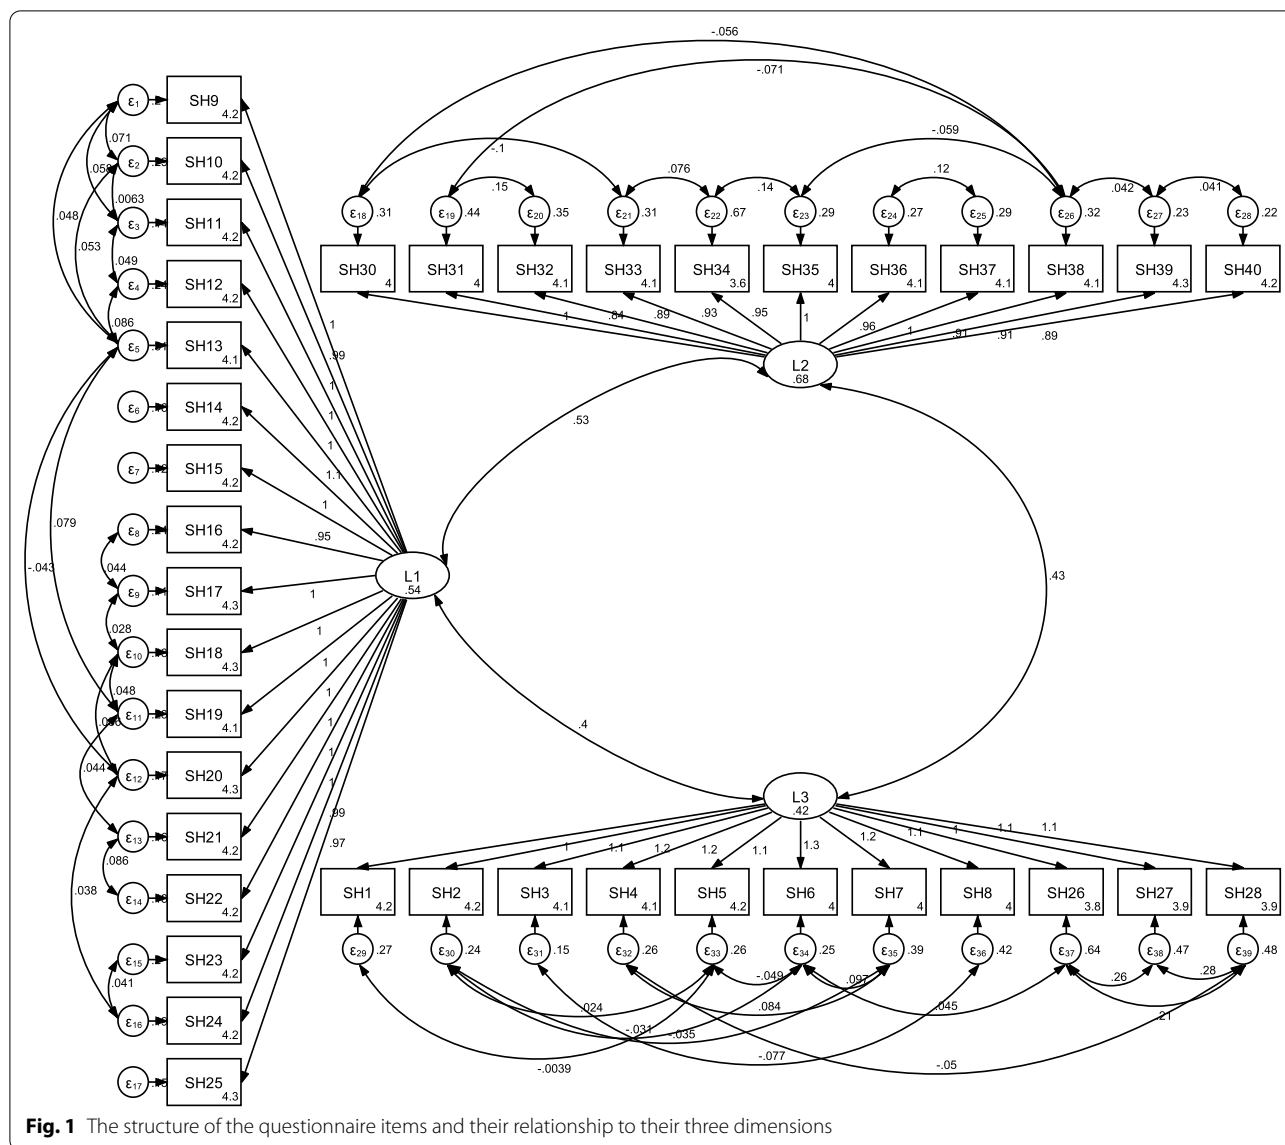 -.056
-.071
-.059
-.1
.076
.12
.15
.14
.042
.041
ε18 .31
ε19 .44
ε20 .35
ε21 .31
ε22 .67
ε23 .29
ε24 .27
ε25 .29
ε26 .32
ε27 .23
ε28 .22
SH30 4
SH31 4
SH32 4.1
SH33 4.1
SH34 3.6
SH35 4
SH36 4.1
SH37 4.1
SH38 4.1
SH39 4.3
SH40 4.2
1
.84
.89
.93
.95
1
.96
1
.91
.91
.89
L2
.68
ε1
SH9
4.2
.071
ε2
SH10
4.2
.0063
ε3
SH11
4.2
.048
.053
.049
ε4
SH12
4.2
.086
ε5
SH13
4.1
ε6
SH14
4.2
ε7
SH15
4.2
.079
ε8
SH16
4.2
-.043
044
ε9
SH17
4.3
.028
ε10
SH18
4.3
.048
ε11
SH19
4.1
.044
ε12
SH20
4.3
ε13
SH21
4.2
.086
.038
ε14
SH22
4.2
ε15
SH23
4.2
.041
ε16
SH24
4.2
ε17
SH25
4.3
1
.99
1
1
1
1.1
1
.95
1
1
1
1
1
1
1
.99
.97
L1
.54
.53
.43
.4
L3
.42
1
1.1
1.2
1.2
1.1
1.3
1.2
1.1
1
1.1
1.1
SH1 4.2
SH2 4.2
SH3 4.1
SH4 4.1
SH5 4.2
SH6 4
SH7 4
SH8 4
SH26 3.8
SH27 3.9
SH28 3.9
ε29 .27
ε30 .24
ε31 .15
ε32 .26
ε33 .26
ε34 .25
ε35 .39
ε36 .42
ε37 .64
ε38 .47
ε39 .48
-.049
.097
.26
.28
.024
.084
.045
.21
-.031
-.035
-.077
-.0039
-.05
Fig. 1 The structure of the questionnaire items and their relationship to their three dimensions